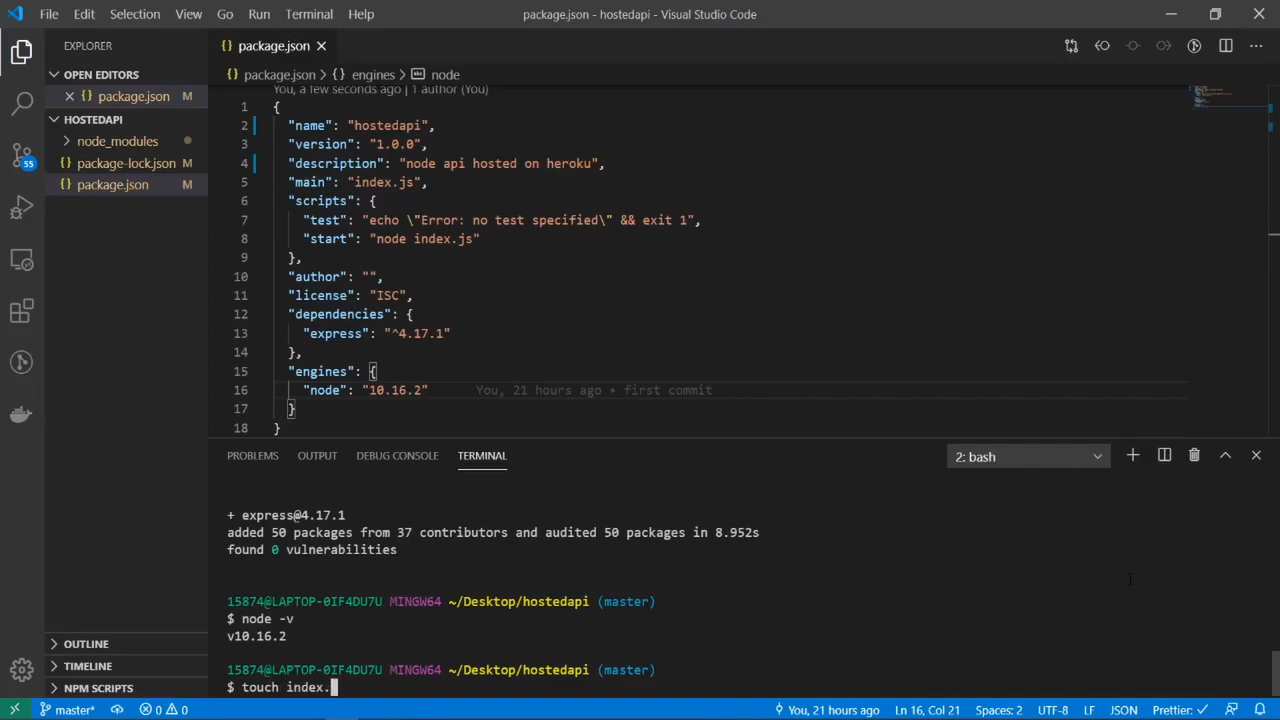 File Edit Selection View Go Run Terminal Help package.json - hostedapi - Visual Studio Code
EXPLORER
OPEN EDITORS
package.json M
HOSTEDAPI
node_modules
package-lock.json M
package.json M
OUTLINE
TIMELINE
NPM SCRIPTS
55
package.json
package.json > engines > node
You, a few seconds ago | 1 author (You)
1 {
2 "name": "hostedapi",
3 "version": "1.0.0",
4 "description": "node api hosted on heroku",
5 "main": "index.js",
6 "scripts": {
7 "test": "echo \"Error: no test specified\" && exit 1",
8 "start": "node index.js"
9 },
10 "author": "",
11 "license": "ISC",
12 "dependencies": {
13 "express": "^4.17.1"
14 },
15 "engines": {
16 "node": "10.16.2" You, 21 hours ago • first commit
17 }
18 }
PROBLEMS OUTPUT DEBUG CONSOLE TERMINAL 2: bash
+ express@4.17.1
added 50 packages from 37 contributors and audited 50 packages in 8.952s
found 0 vulnerabilities
15874@LAPTOP-0IF4DU7U MINGW64 ~/Desktop/hostedapi (master)
$ node -v
v10.16.2
15874@LAPTOP-0IF4DU7U MINGW64 ~/Desktop/hostedapi (master)
$ touch index.
master* 0 0 You, 21 hours ago Ln 16, Col 21 Spaces: 2 UTF-8 LF JSON Prettier: ✓